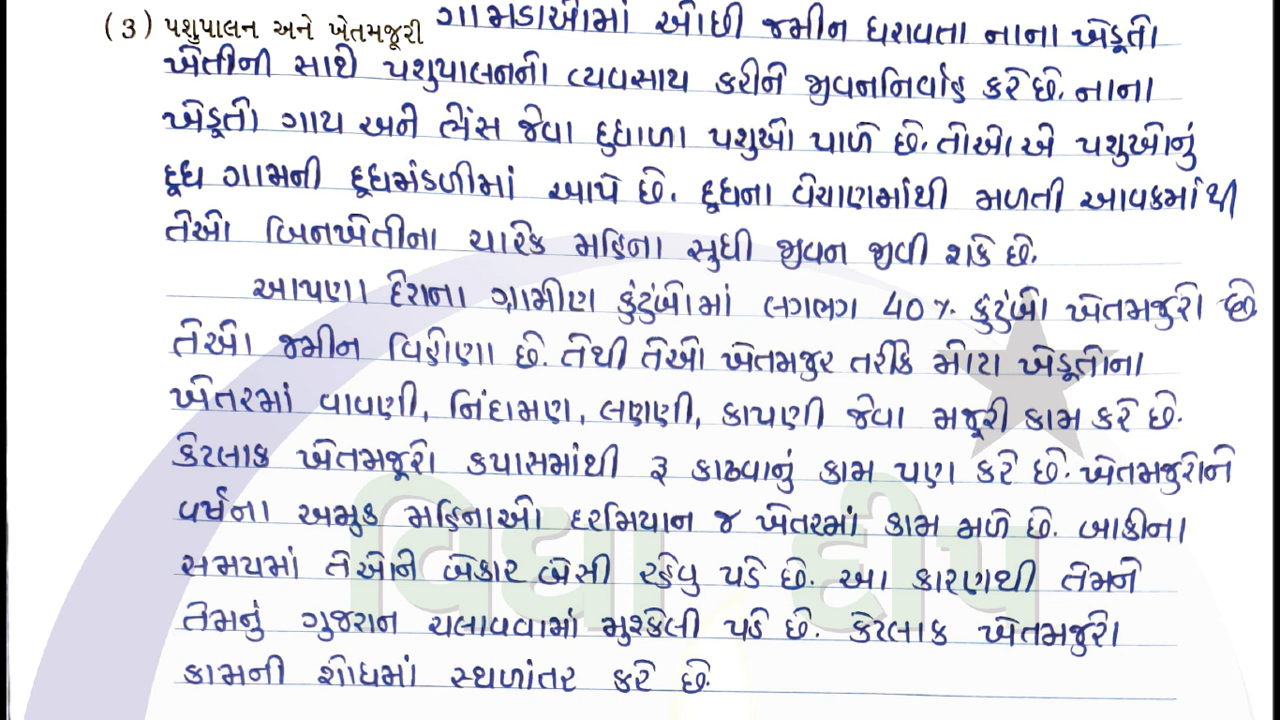 (3) પશુપાલન અને ખેતમજૂરી ગામડાઓમાં ઓછી જમીન ધરાવતા નાના ખેડૂતો
ખેતીની સાથે પશુપાલનનો વ્યવસાય કરીને જીવનનિર્વાહ કરે છે. નાના
ખેડૂતો ગાય અને ભેંસ જેવા દુધાળા પશુઓ પાળે છે. તેઓ એ પશુઓનું
દૂધ ગામની દૂધમંડળીમાં આપે છે. દૂધના વેચાણમાંથી મળતી આવકમાંથી
તેઓ બિનખેતીના ચારેક મહિના સુધી જીવન જીવી શકે છે.
આપણા દેશના ગ્રામીણ કુંટુંબોમાં લગભગ 40% કુંટુંબો ખેતમજુરો છે.
તેઓ જમીન વિહોણા છે. તેથી તેઓ ખેતમજુર તરીકે મોટા ખેડૂતોના
ખેતરમાં વાવણી, નિંદામણ, લણણી, કાપણી જેવા મજૂરી કામ કરે છે.
કેટલાક ખેતમજૂરો કપાસમાંથી રૂ કાઢવાનું કામ પણ કરે છે. ખેતમજુરોને
વર્ષના અમુક મહિનાઓ દરમિયાન જ ખેતરમાં કામ મળે છે. બાકીના
સમયમાં તેઓને બેકાર બેસી રહેવુ પડે છે. આ કારણથી તેમને
તેમનું ગુજરાન ચલાવવામાં મુશ્કેલી પડે છે. કેટલાક ખેતમજુરો
કામની શોધમાં સ્થળાંતર કરે છે.
વિદ્યા દીપ